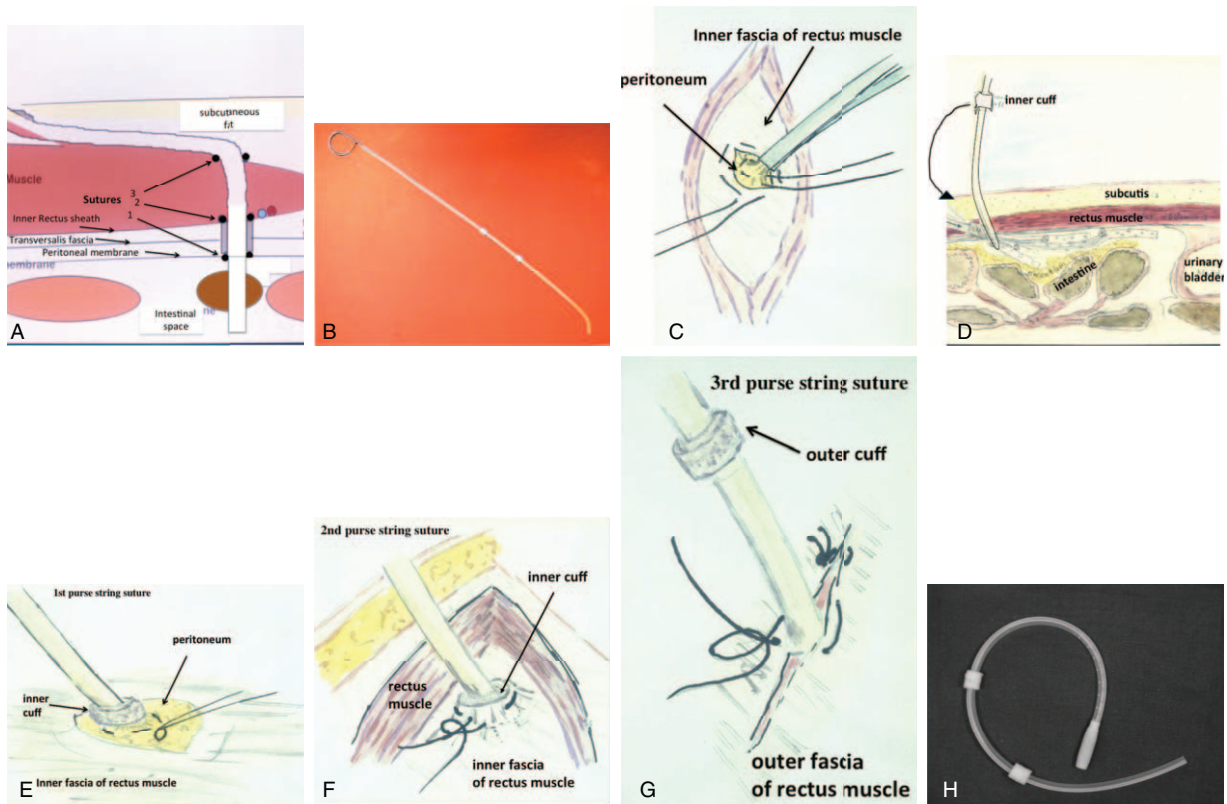 subcutaneous
fit
Muscle
Sutures
3
2
1
Inner Rectus sheath
Transversalis fascia
Peritoneal membrane
embrane
Intestinal
space
ne
A
B
Inner fascia of rectus muscle
peritoneum
C
inner cuff
subcutis
rectus muscle
intestine
urinary
bladder
D
1st purse string suture
peritoneum
inner
cuff
Inner fascia of rectus muscle
E
2nd purse string suture
inner cuff
rectus
muscle
inner fascia
of rectus muscle
F
3rd purse string suture
outer cuff
outer fascia
of rectus muscle
G
H